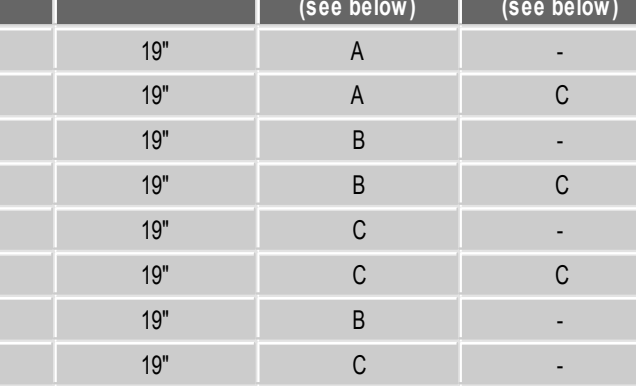 (see below) (see below)
19" A -
19" A C
19" B -
19" B C
19" C -
19" C C
19" B -
19" C -